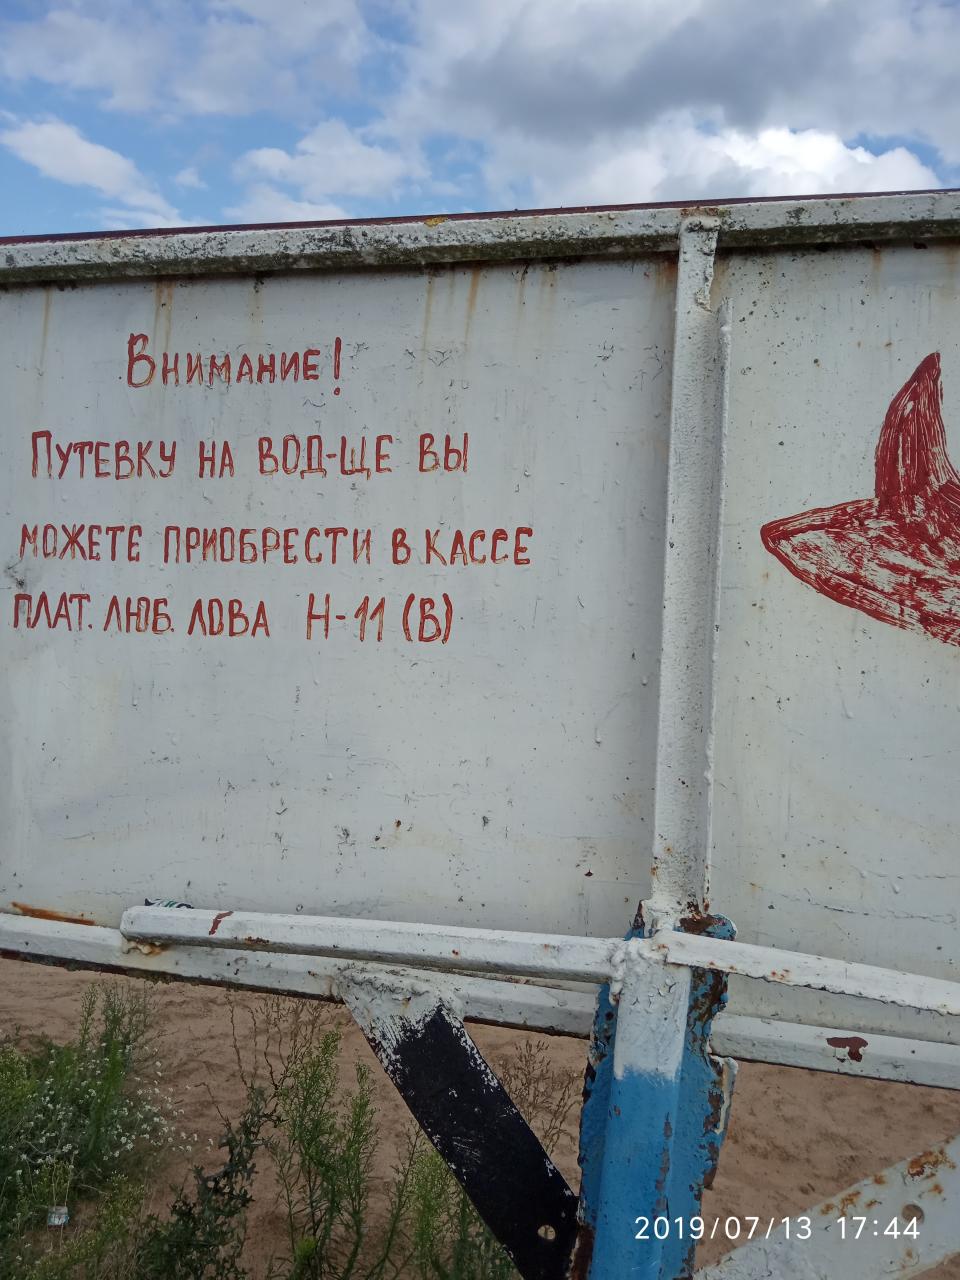 Внимание!
Путевку на вод-ще вы
можете приобрести в кассе
плат. люб. лова Н-11 (В)
2019/07/13 17:44